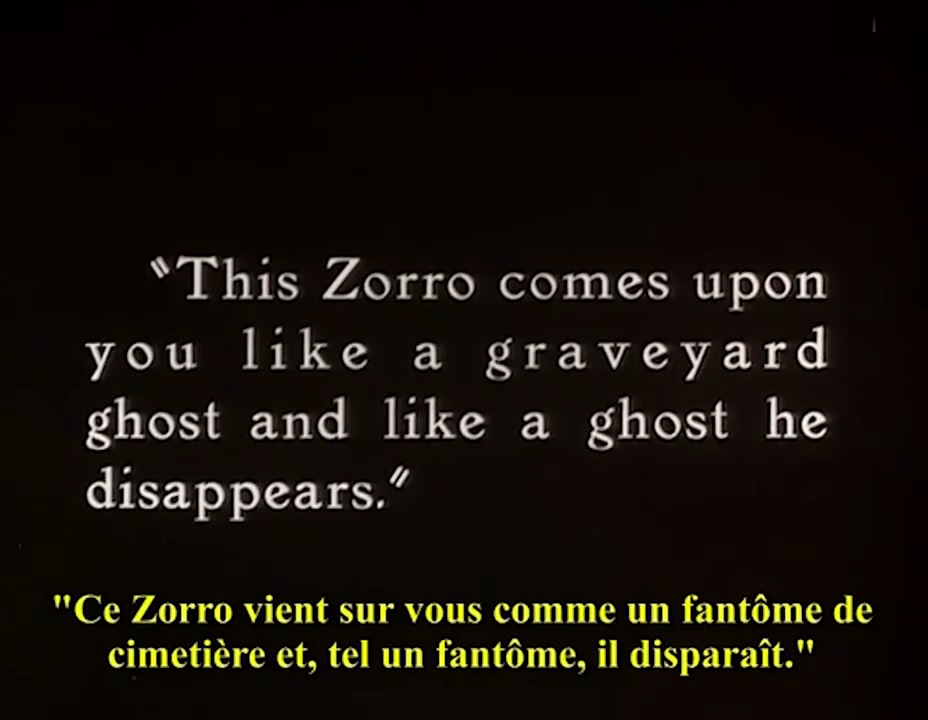 "This Zorro comes upon
you like a graveyard
ghost and like a ghost he
disappears."
"Ce Zorro vient sur vous comme un fantôme de
cimetière et, tel un fantôme, il disparaît."